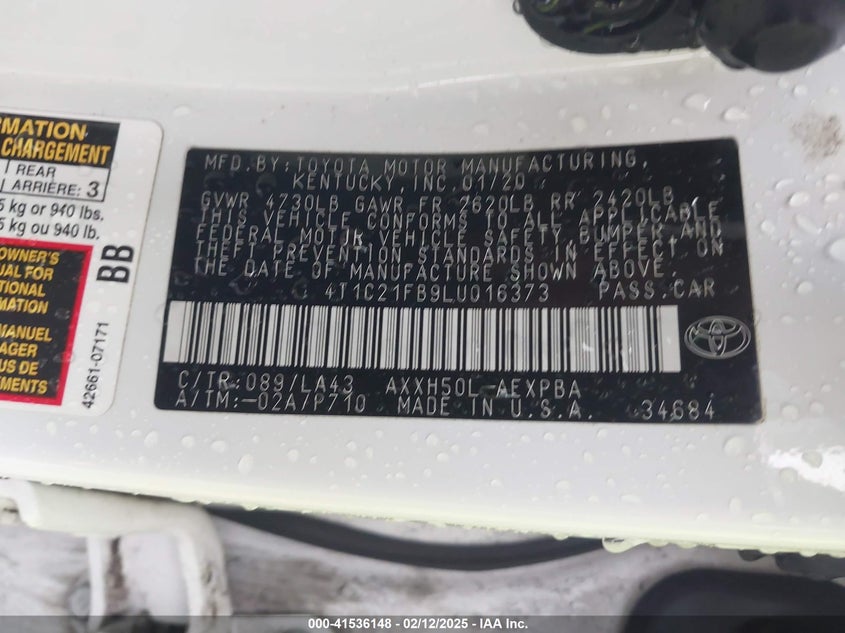 RMATION
CHARGEMENT
REAR
ARRIÈRE: 3
5 kg or 940 lbs.
5 kg ou 940 lb.
OWNER'S
UAL FOR
ITIONAL
MATION
MANUEL
AGER
US DE
EMENTS
BB
42661-07171
MFD.BY:TOYOTA MOTOR MANUFACTURING,
KENTUCKY, INC. 01/20
GVWR 4730LB GAWR FR 2620LB RR 2420LB
THIS VEHICLE CONFORMS TO ALL APPLICABLE
FEDERAL MOTOR VEHICLE SAFETY, BUMPER AND
THEFT PREVENTION STANDARDS IN EFFECT ON
THE DATE OF MANUFACTURE SHOWN ABOVE.
4T1C21FB9LU016373 PASS.CAR
C/TR:089/LA43 AXXH50L-AEXPBA
A/TM:-02A7P710 MADE IN U.S.A. 34684
000-41536148 - 02/12/2025 - IAA Inc.